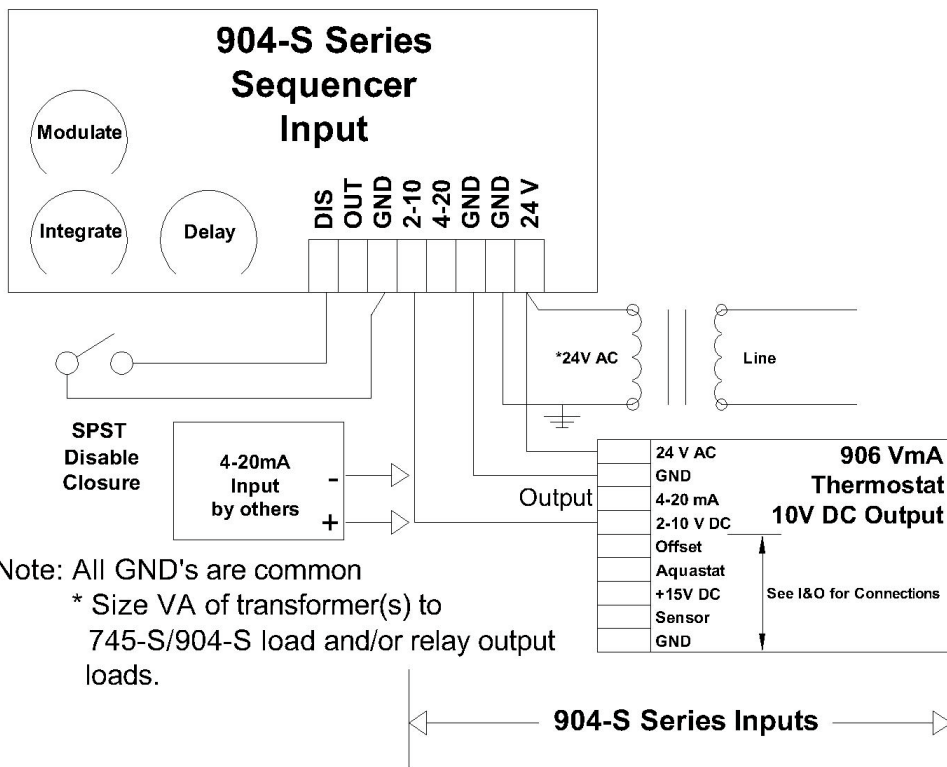 904-S Series
Sequencer
Input
Modulate
Integrate
Delay
DIS
OUT
GND
2-10
4-20
GND
GND
24 V
*24V AC
Line
SPST
Disable
Closure
4-20mA
Input
by others
-
+
Output
24 V AC
GND
4-20 mA
2-10 V DC
Offset
Aquastat
+15V DC
Sensor
GND
906 VmA
Thermostat
10V DC Output
See I&O for Connections
Note: All GND's are common
* Size VA of transformer(s) to
745-S/904-S load and/or relay output
loads.
904-S Series Inputs